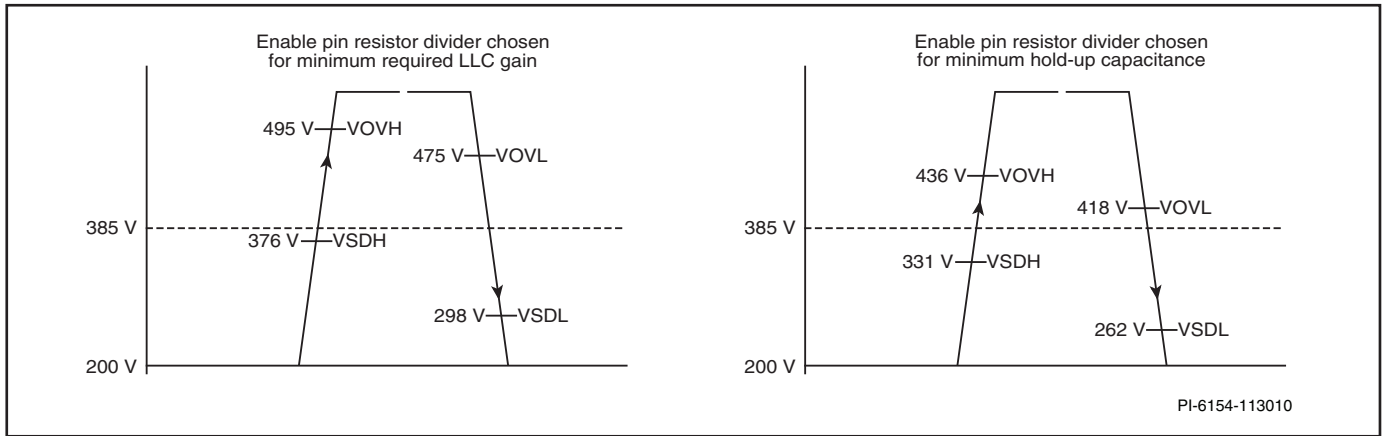 Enable pin resistor divider chosen
for minimum required LLC gain
495 V VOVH
475 V VOVL
385 V
376 V VSDH
298 V VSDL
200 V
Enable pin resistor divider chosen
for minimum hold-up capacitance
436 V VOVH
418 V VOVL
385 V
331 V VSDH
262 V VSDL
200 V
PI-6154-113010